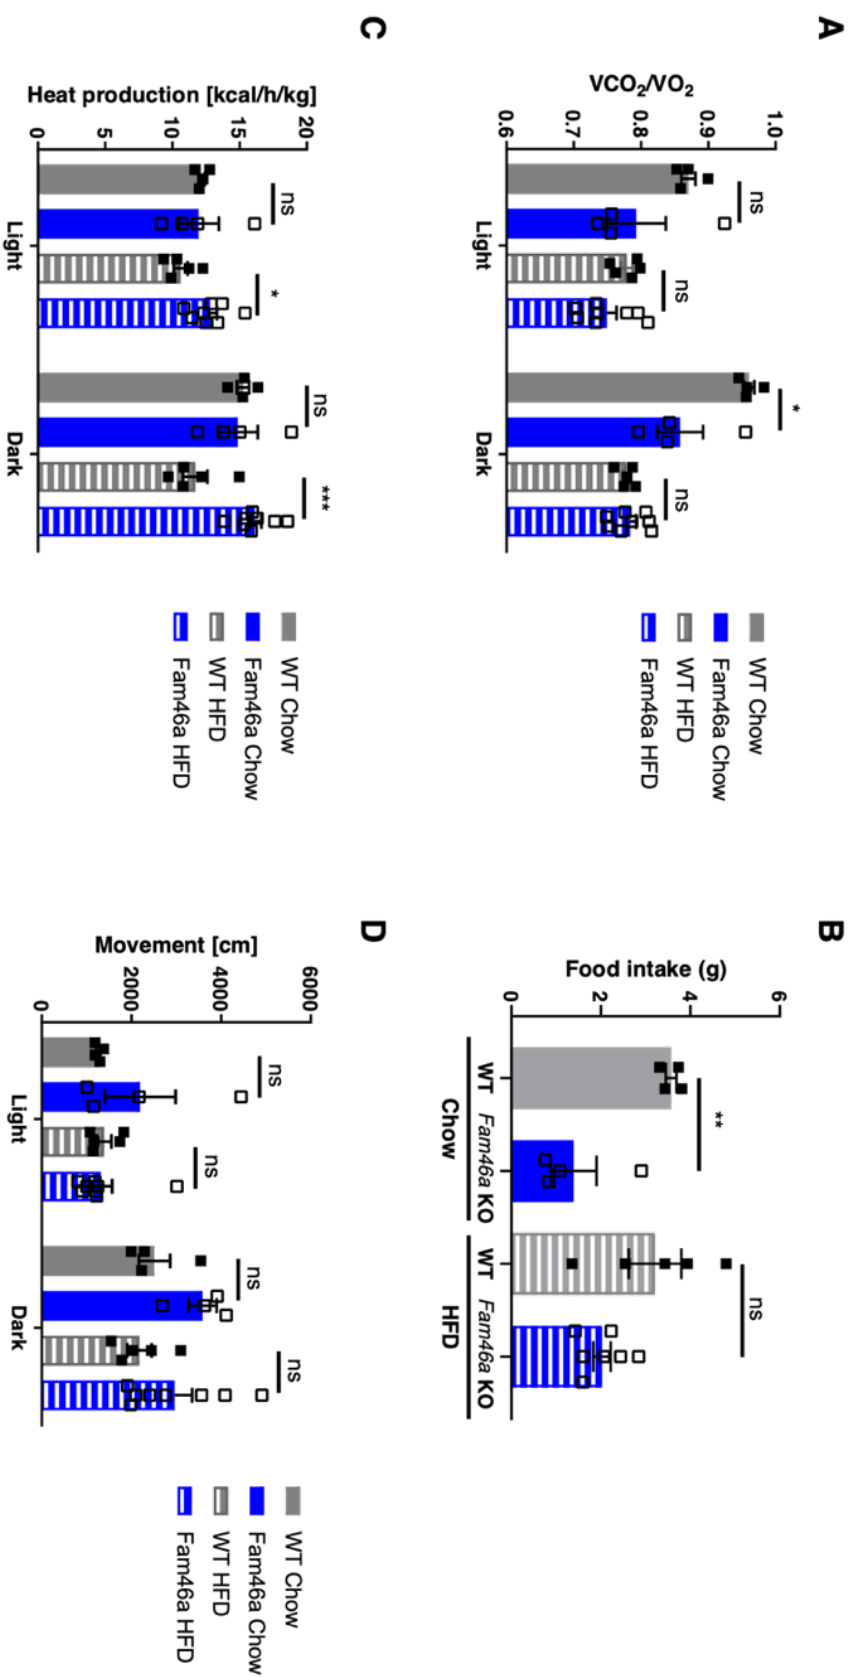 A
VCO2/VO2
1.0
0.9
0.8
0.7
0.6
ns
ns
*
ns
Light
Dark
WT Chow
Fam46a Chow
WT HFD
Fam46a HFD
B
Food intake (g)
6
4
2
0
**
ns
WT
Fam46a KO
WT
Fam46a KO
Chow
HFD
C
Heat production [kcal/h/kg]
20
15
10
5
0
ns
*
ns
***
Light
Dark
WT Chow
Fam46a Chow
WT HFD
Fam46a HFD
D
Movement [cm]
6000
4000
2000
0
ns
ns
ns
ns
Light
Dark
WT Chow
Fam46a Chow
WT HFD
Fam46a HFD